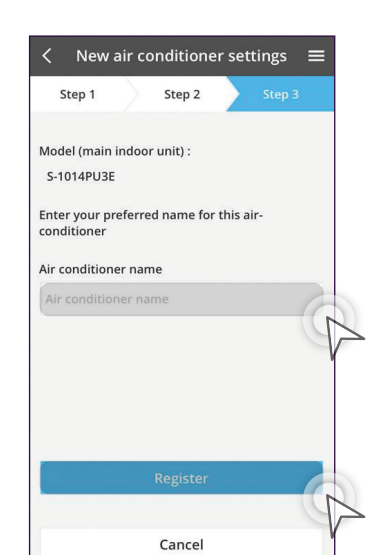 New air conditioner settings
Step 1 Step 2 Step 3
Model (main indoor unit) :
S-1014PU3E
Enter your preferred name for this air-
conditioner
Air conditioner name
Air conditioner name
Register
Cancel